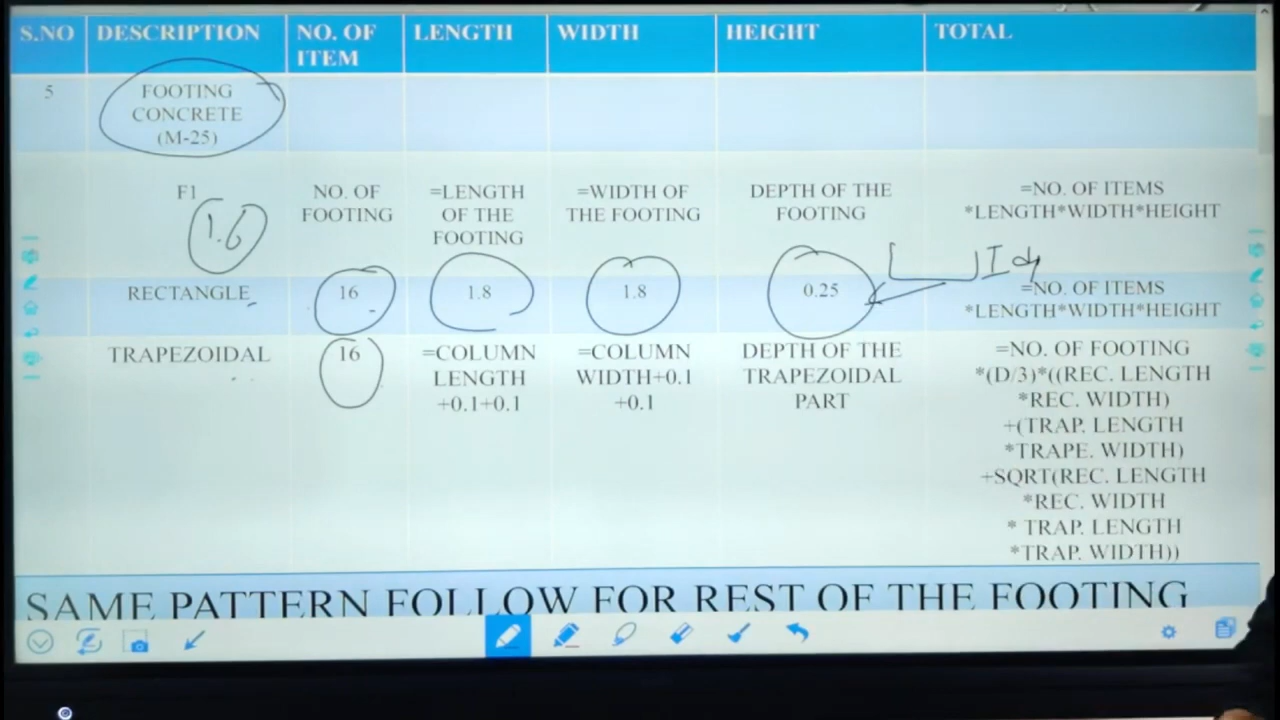 S.NO DESCRIPTION NO. OF ITEM LENGTH WIDTH HEIGHT TOTAL
5 FOOTING CONCRETE (M-25)
F1 NO. OF FOOTING =LENGTH OF THE FOOTING =WIDTH OF THE FOOTING DEPTH OF THE FOOTING =NO. OF ITEMS *LENGTH*WIDTH*HEIGHT
1.6
RECTANGLE 16 1.8 1.8 0.25 =NO. OF ITEMS *LENGTH*WIDTH*HEIGHT
TRAPEZOIDAL 16 =COLUMN LENGTH +0.1+0.1 =COLUMN WIDTH+0.1 +0.1 DEPTH OF THE TRAPEZOIDAL PART =NO. OF FOOTING *(D/3)*((REC. LENGTH *REC. WIDTH) +(TRAP. LENGTH *TRAPE. WIDTH) +SQRT(REC. LENGTH *REC. WIDTH * TRAP. LENGTH *TRAP. WIDTH))
SAME PATTERN FOLLOW FOR REST OF THE FOOTING